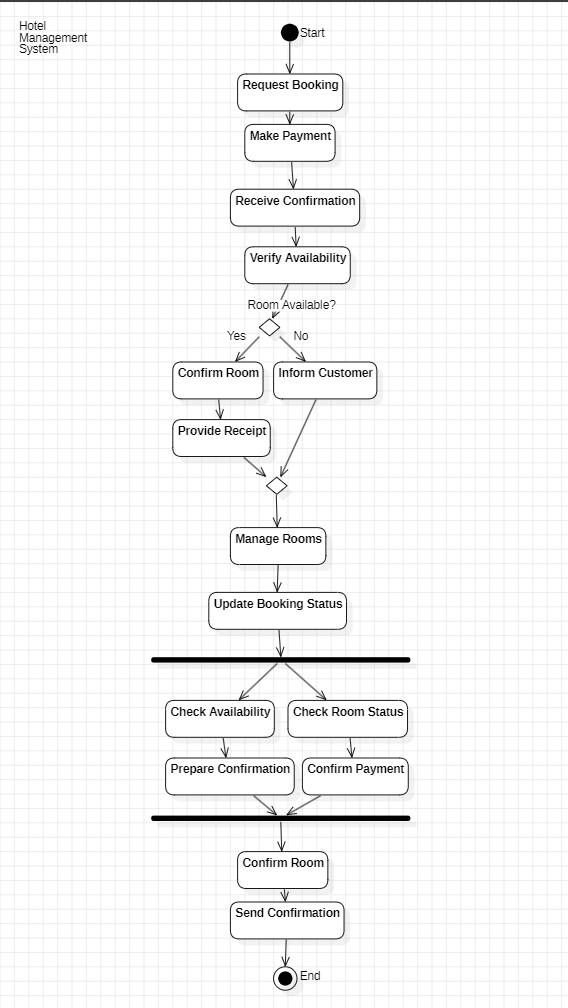 Hotel
Management
System
Start
Request Booking
Make Payment
Receive Confirmation
Verify Availability
Room Available?
Yes
No
Confirm Room
Inform Customer
Provide Receipt
Manage Rooms
Update Booking Status
Check Availability
Check Room Status
Prepare Confirmation
Confirm Payment
Confirm Room
Send Confirmation
End